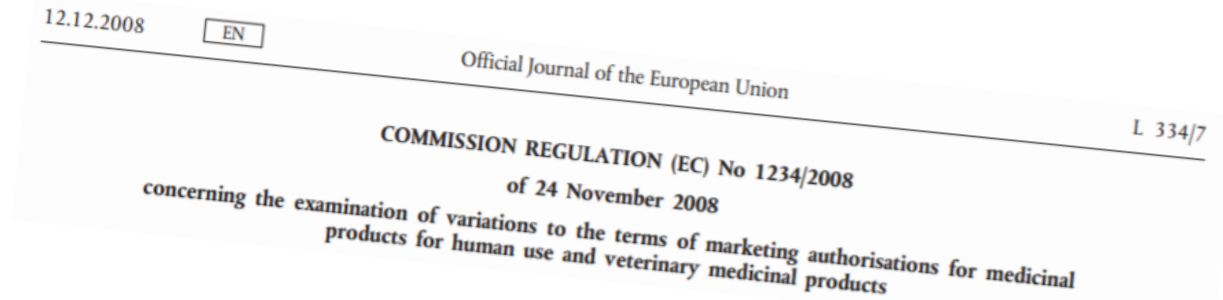 12.12.2008 EN Official Journal of the European Union L 334/7
COMMISSION REGULATION (EC) No 1234/2008
of 24 November 2008
concerning the examination of variations to the terms of marketing authorisations for medicinal
products for human use and veterinary medicinal products